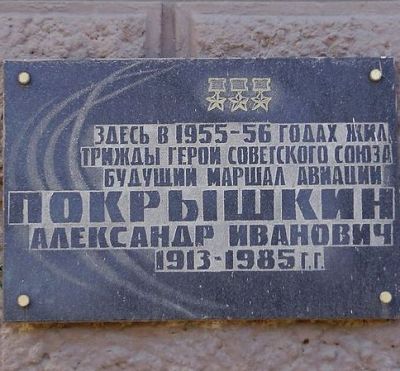 ЗДЕСЬ В 1955-56 ГОДАХ ЖИЛ
ТРИЖДЫ ГЕРОЙ СОВЕТСКОГО СОЮЗА
БУДУЩИЙ МАРШАЛ АВИАЦИИ
ПОКРЫШКИН
АЛЕКСАНДР ИВАНОВИЧ
1913-1985 Г.Г.